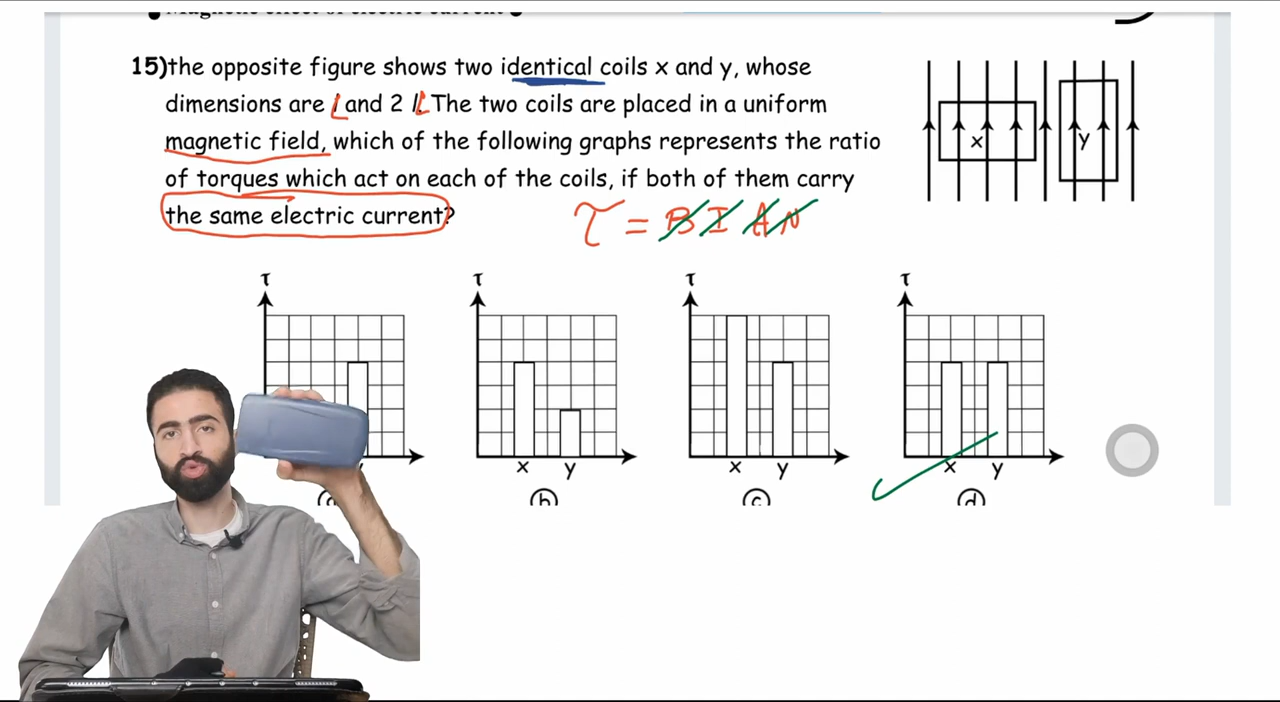 15)the opposite figure shows two identical coils x and y, whose
dimensions are l and 2 l. The two coils are placed in a uniform
magnetic field, which of the following graphs represents the ratio
of torques which act on each of the coils, if both of them carry
the same electric current?
τ = B I A N
x
y
τ
τ
τ
τ
x y
x y
x y
b
c
d